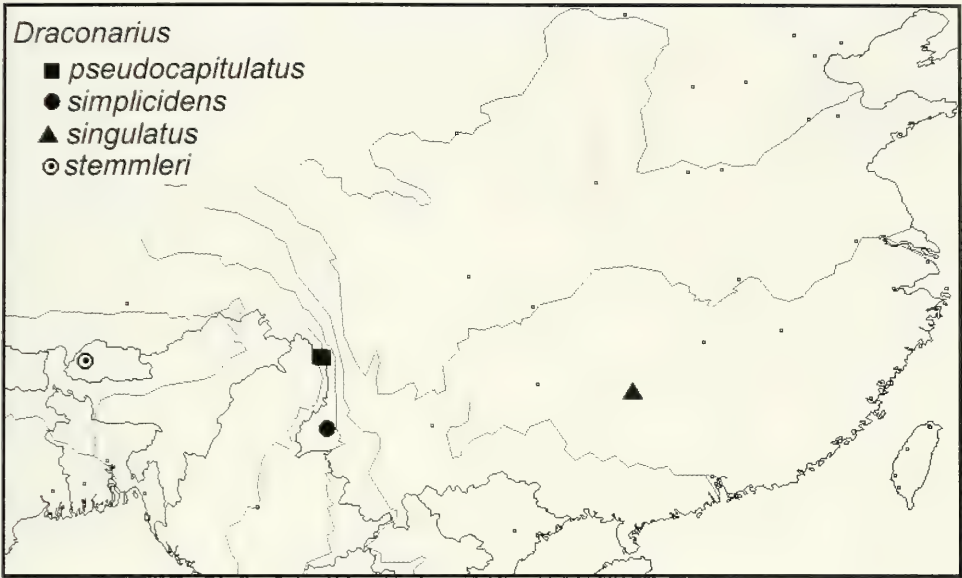 Draconarius
pseudocapitulatus
simplicidens
singulatus
stemmleri